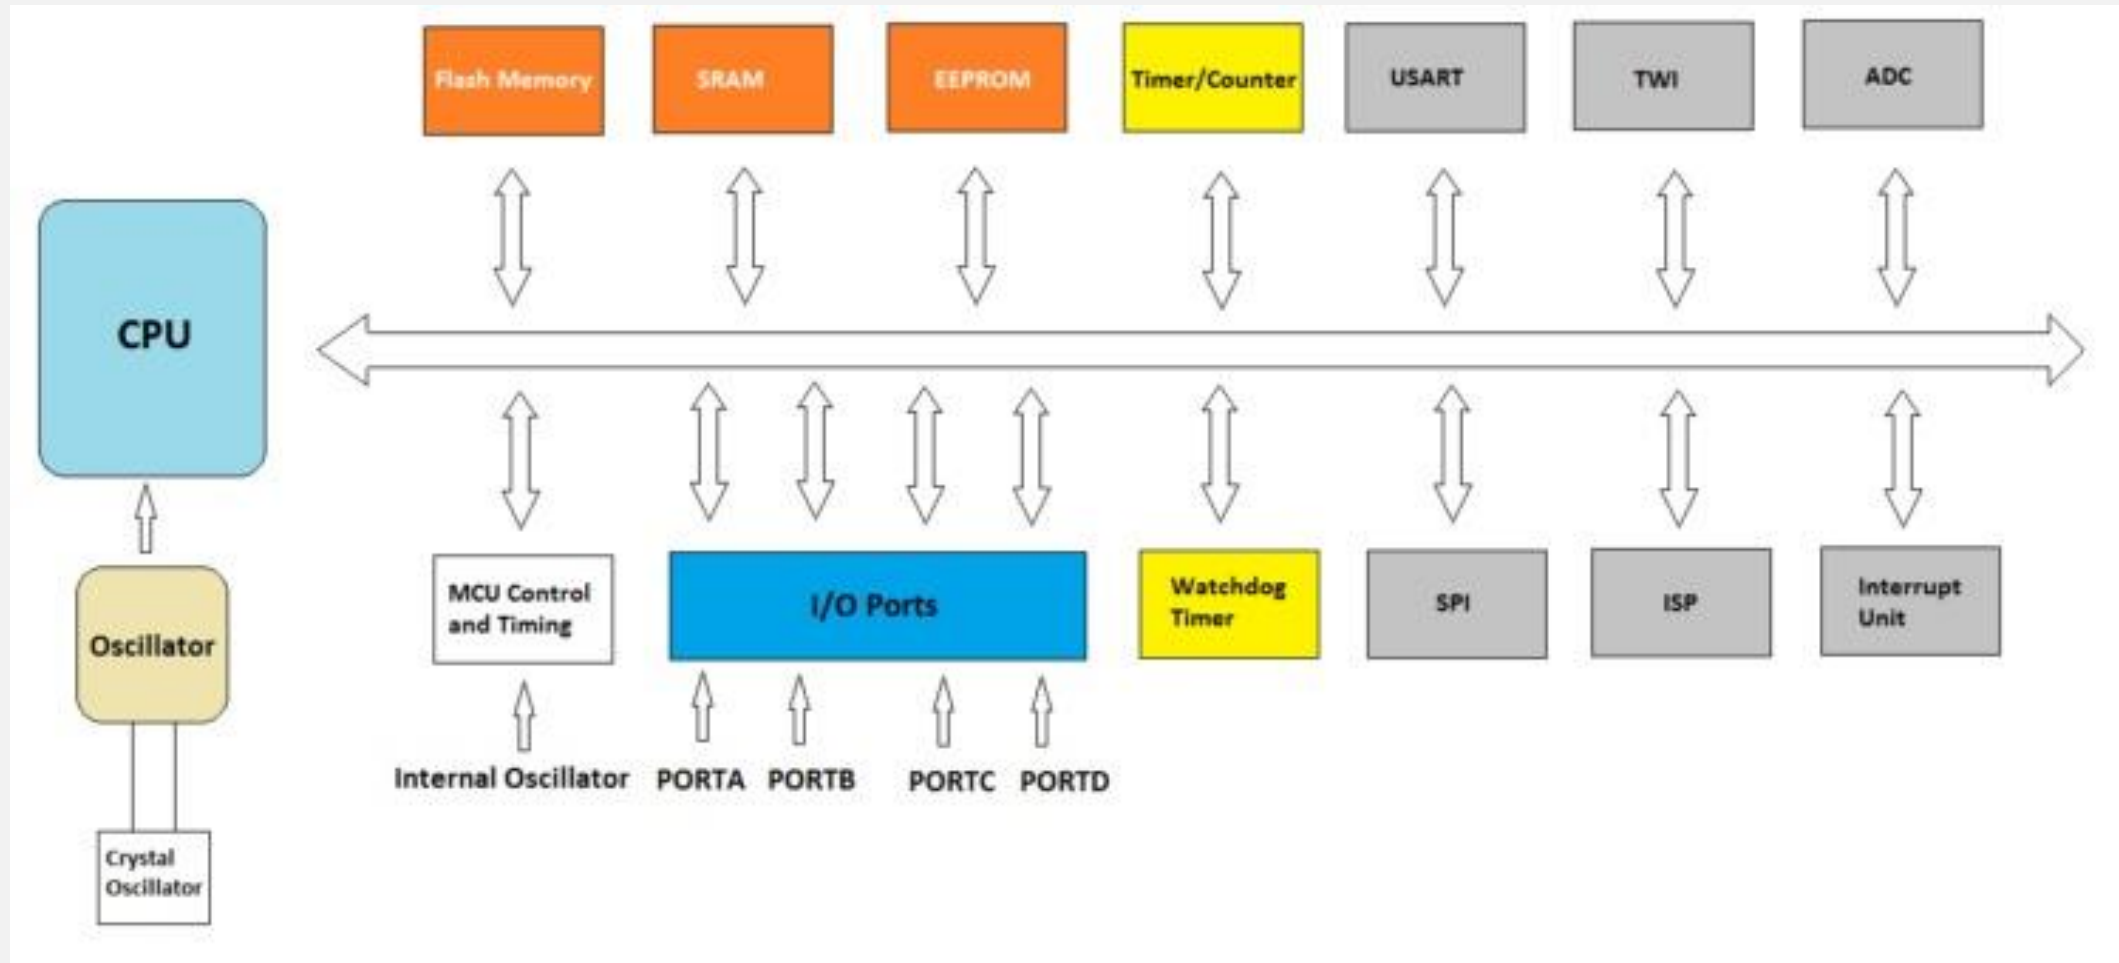 Flash Memory
SRAM
EEPROM
Timer/Counter
USART
TWI
ADC
CPU
MCU Control
and Timing
I/O Ports
Watchdog
Timer
SPI
ISP
Interrupt
Unit
Oscillator
Internal Oscillator
PORTA
PORTB
PORTC
PORTD
Crystal
Oscillator